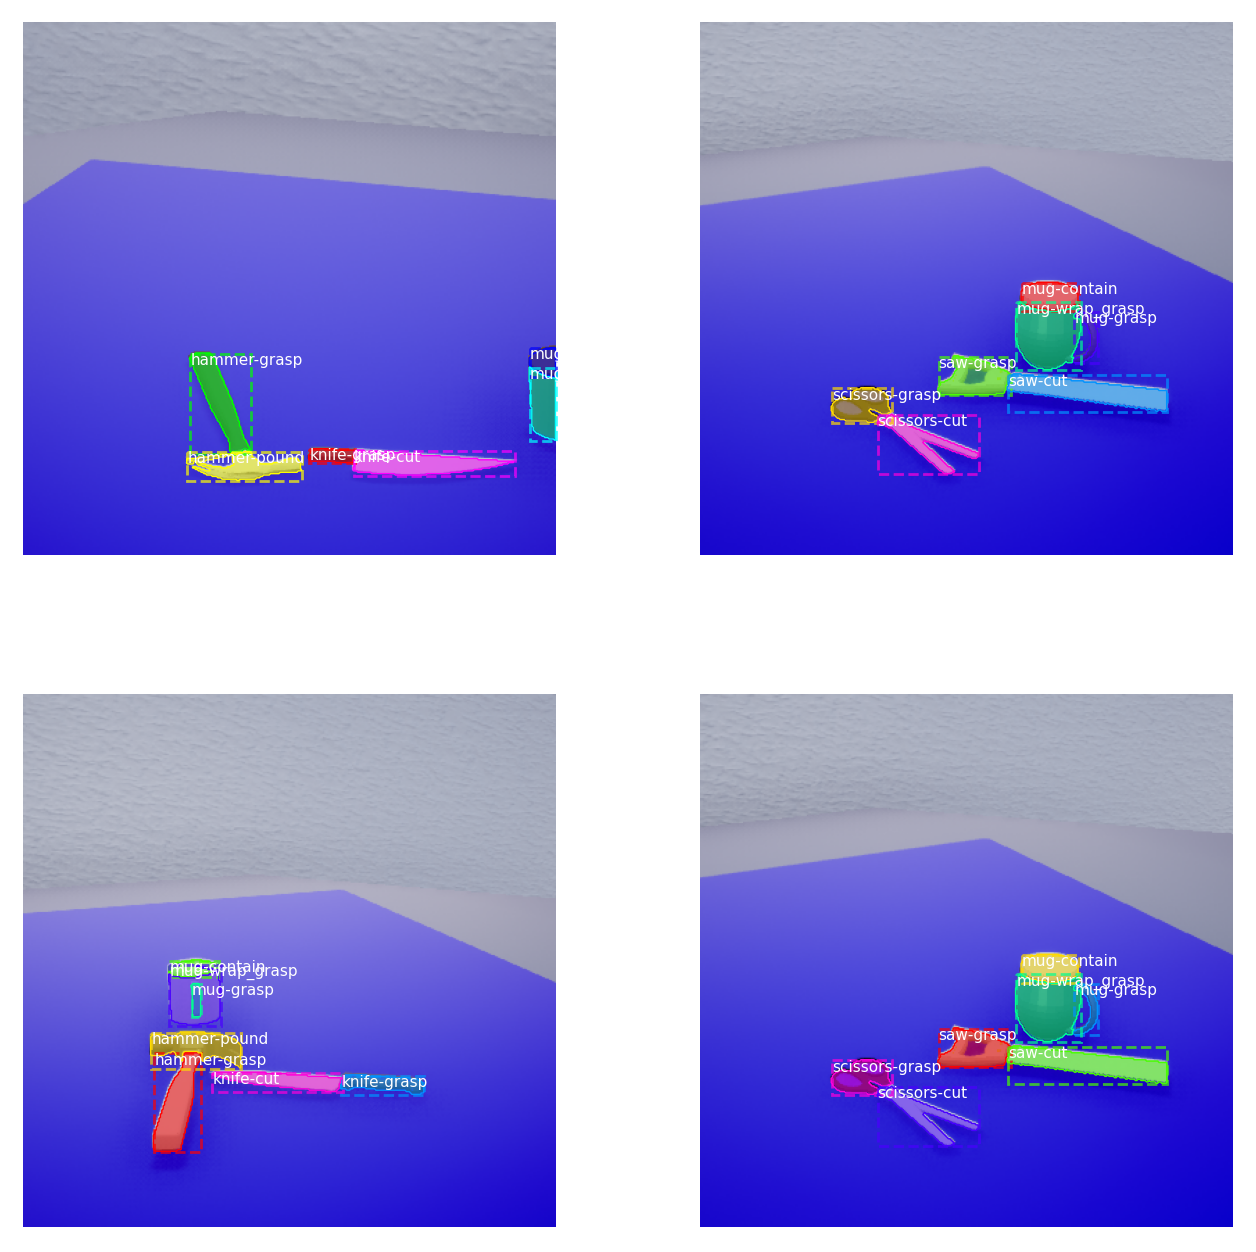 hammer-grasp
mug
mug
hammer-pound
knife-grasp
knife-cut
mug-contain
mug-wrap_grasp
mug-grasp
saw-grasp
saw-cut
scissors-grasp
scissors-cut
mug-contain
mug-wrap_grasp
mug-grasp
hammer-pound
hammer-grasp
knife-cut
knife-grasp
mug-contain
mug-wrap_grasp
mug-grasp
saw-grasp
saw-cut
scissors-grasp
scissors-cut